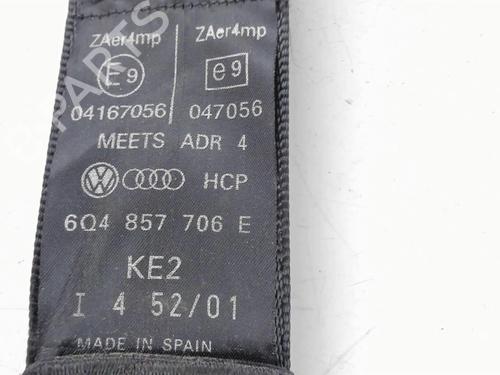 ZAer4mp ZAer4mp
E9 e9
04167056 047056
MEETS ADR 4
HCP
6Q4 857 706 E
KE2
I 4 52/01
MADE IN SPAIN